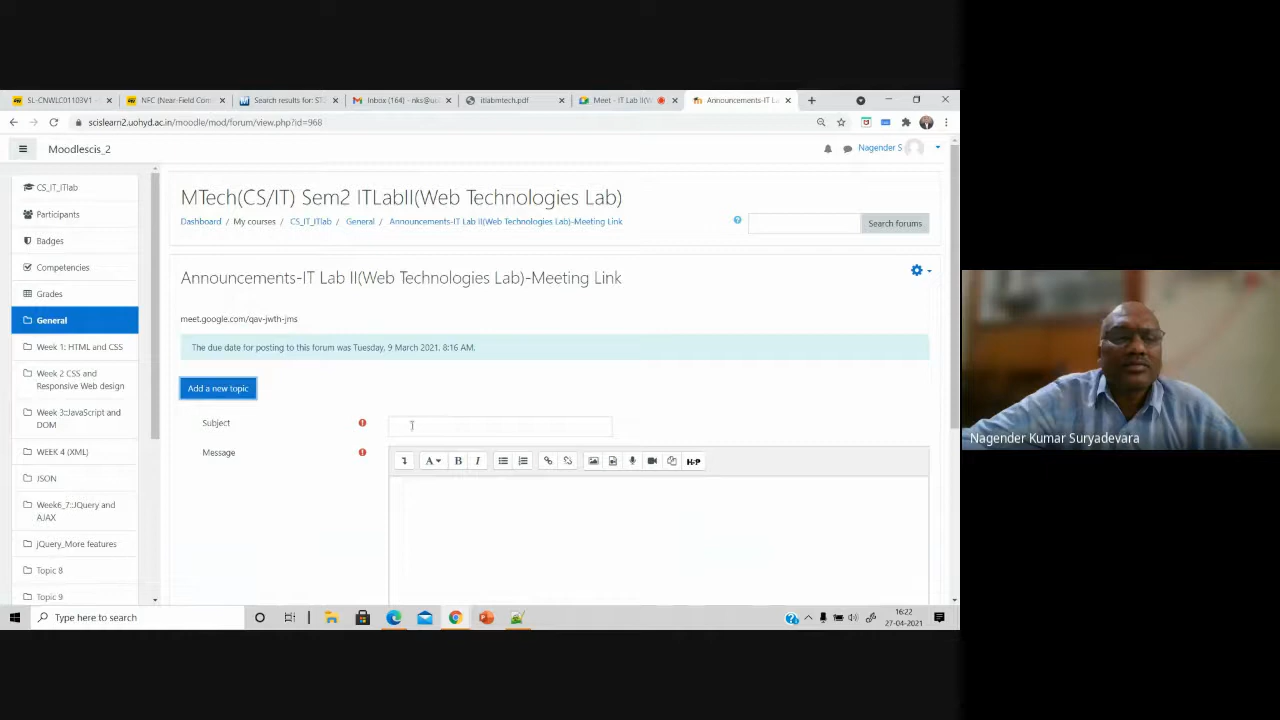 SL-CNWLC01103V1
NFC (Near-Field Con
Search results for: ST
Inbox (164) - nks@uo
itlabmtech.pdf
Meet - IT Lab II(W
Announcements-IT La
scislearn2.uohyd.ac.in/moodle/mod/forum/view.php?id=968
Moodlescis_2
Nagender S
CS_IT_ITlab
Participants
Badges
Competencies
Grades
General
Week 1: HTML and CSS
Week 2 CSS and
Responsive Web design
Week 3::JavaScript and
DOM
WEEK 4 (XML)
JSON
Week6_7::JQuery and
AJAX
jQuery_More features
Topic 8
Topic 9
MTech(CS/IT) Sem2 ITLabII(Web Technologies Lab)
Dashboard / My courses / CS_IT_ITlab / General / Announcements-IT Lab II(Web Technologies Lab)-Meeting Link
Search forums
Announcements-IT Lab II(Web Technologies Lab)-Meeting Link
meet.google.com/qav-jwth-jms
The due date for posting to this forum was Tuesday, 9 March 2021, 8:16 AM.
Add a new topic
Subject
Message
A B I
H-P
Nagender Kumar Suryadevara
Type here to search
16:22
27-04-2021